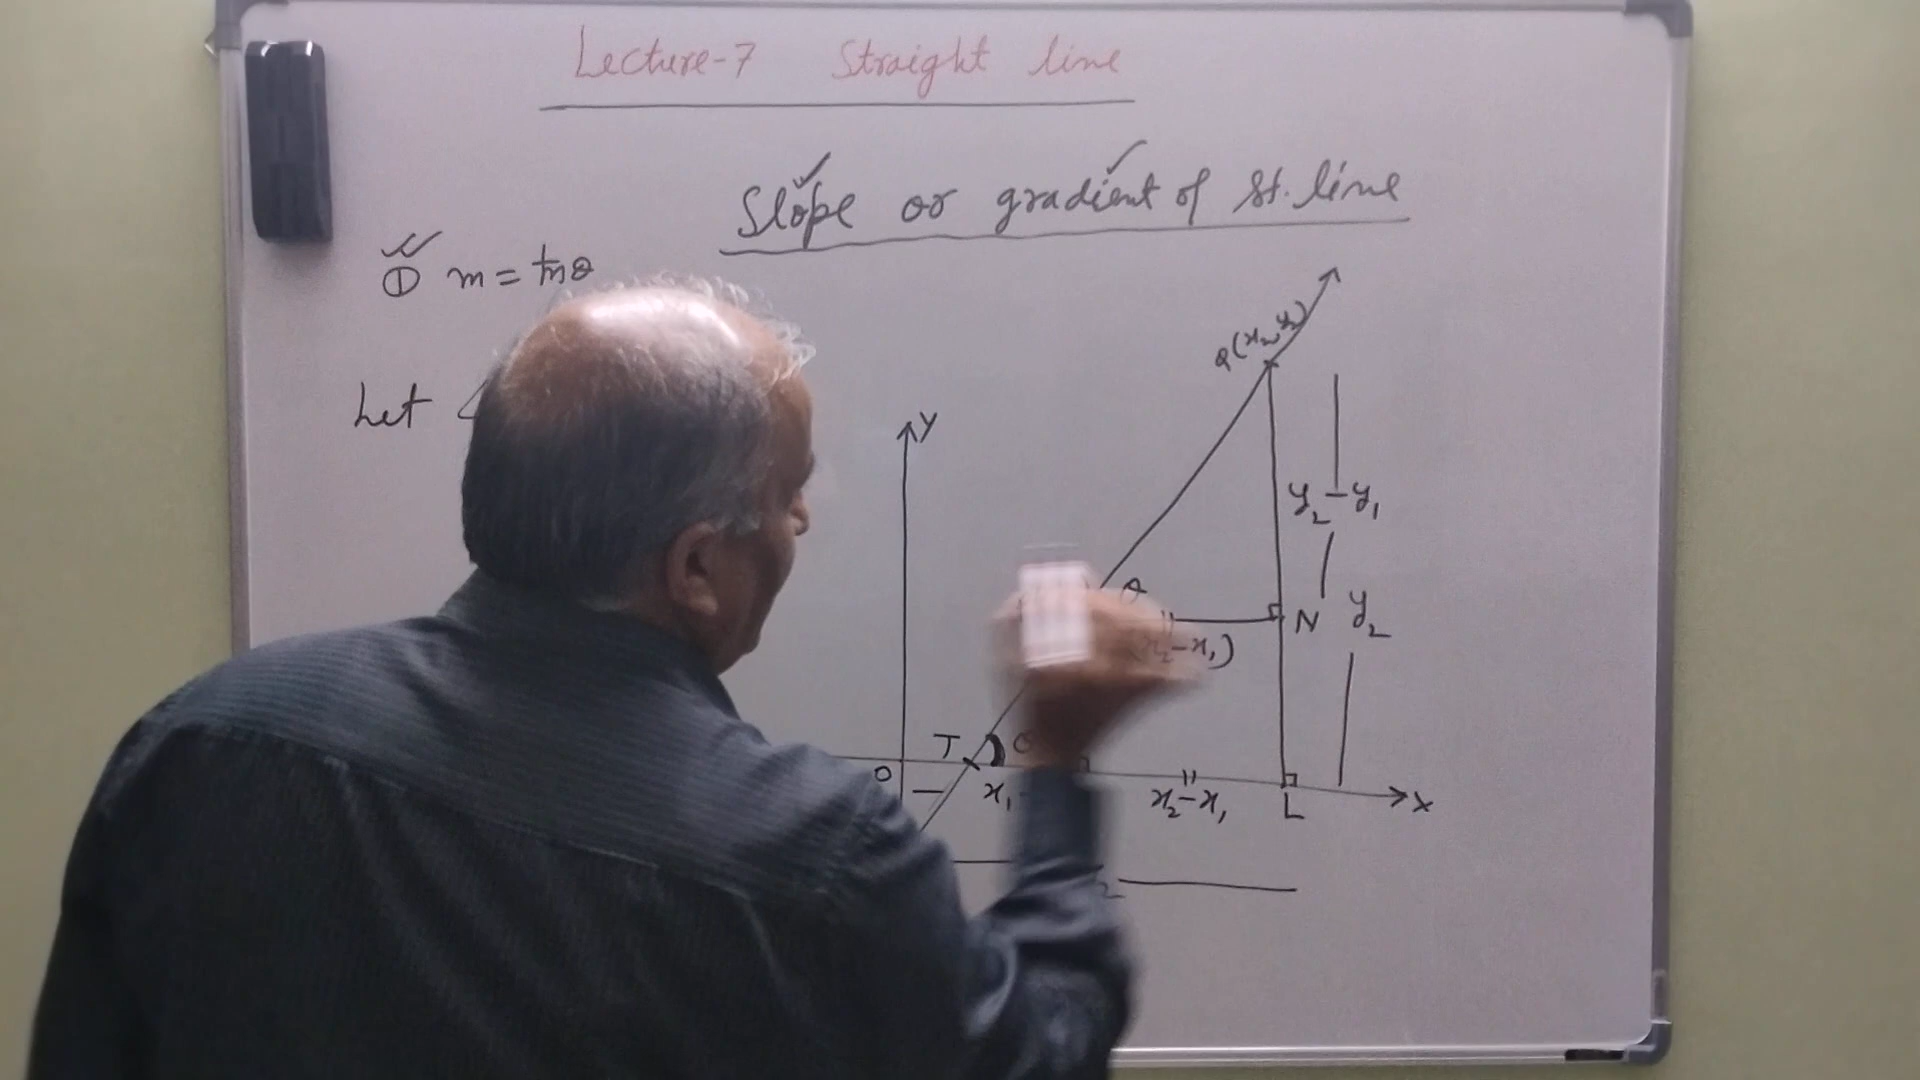 Lecture-7 Straight line
Slope or gradient of st. line
① m = tanθ
Let
Q(x₂, y₂)
Y
y₂ - y₁
θ
N
y₂
(x₂ - x₁)
T
θ
O
x₁
x₂ - x₁
L
X
2